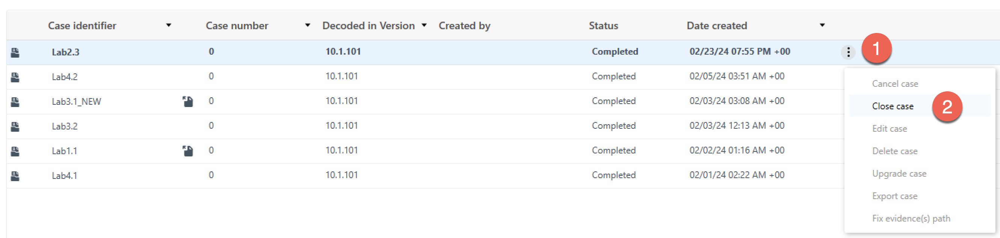 Case identifier Case number Decoded in Version Created by Status Date created
Lab2.3 0 10.1.101 Completed 02/23/24 07:55 PM +00 1
Lab4.2 0 10.1.101 Completed 02/05/24 03:51 AM +00
Cancel case
Lab3.1_NEW 0 10.1.101 Completed 02/03/24 03:08 AM +00
Close case 2
Lab3.2 0 10.1.101 Completed 02/03/24 12:13 AM +00
Edit case
Lab1.1 0 10.1.101 Completed 02/02/24 01:16 AM +00
Delete case
Lab4.1 0 10.1.101 Completed 02/01/24 02:22 AM +00
Upgrade case
Export case
Fix evidence(s) path